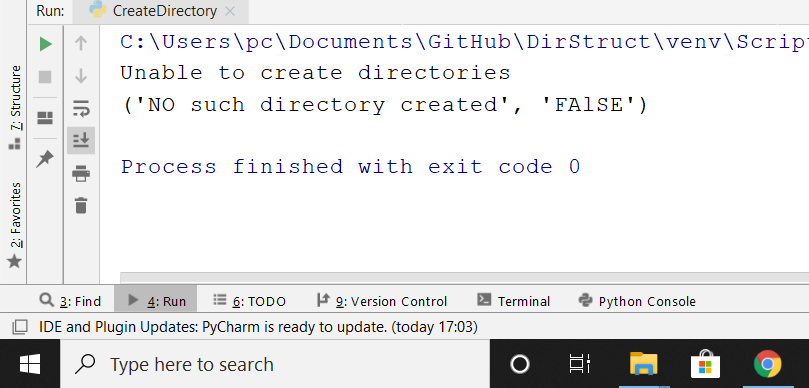 Run: CreateDirectory
C:\Users\pc\Documents\GitHub\DirStruct\venv\Script
Unable to create directories
('NO such directory created', 'FAlSE')
Process finished with exit code 0
7: Structure
2: Favorites
3: Find 4: Run 6: TODO 9: Version Control Terminal Python Console
IDE and Plugin Updates: PyCharm is ready to update. (today 17:03)
Type here to search